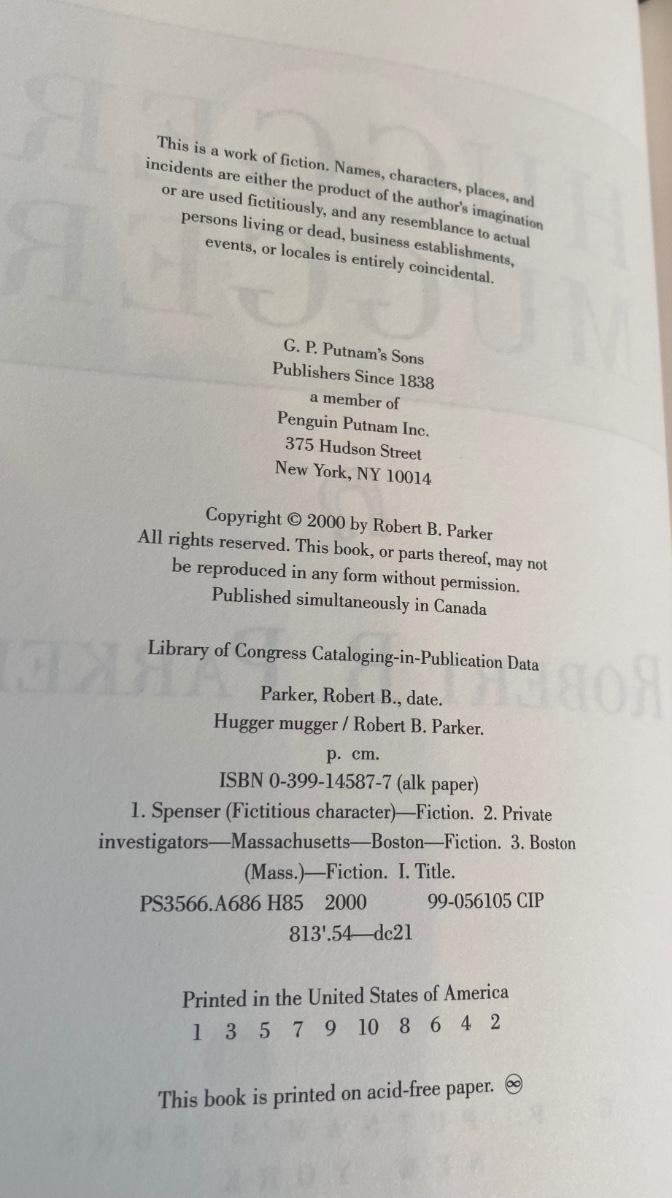 This is a work of fiction. Names, characters, places, and
incidents are either the product of the author's imagination
or are used fictitiously, and any resemblance to actual
persons living or dead, business establishments,
events, or locales is entirely coincidental.
G. P. Putnam's Sons
Publishers Since 1838
a member of
Penguin Putnam Inc.
375 Hudson Street
New York, NY 10014
Copyright © 2000 by Robert B. Parker
All rights reserved. This book, or parts thereof, may not
be reproduced in any form without permission.
Published simultaneously in Canada
Library of Congress Cataloging-in-Publication Data
Parker, Robert B., date.
Hugger mugger / Robert B. Parker.
p. cm.
ISBN 0-399-14587-7 (alk paper)
1. Spenser (Fictitious character)—Fiction. 2. Private
investigators—Massachusetts—Boston—Fiction. 3. Boston
(Mass.)—Fiction. I. Title.
PS3566.A686 H85 2000 99-056105 CIP
813'.54—dc21
Printed in the United States of America
1 3 5 7 9 10 8 6 4 2
This book is printed on acid-free paper. ♾